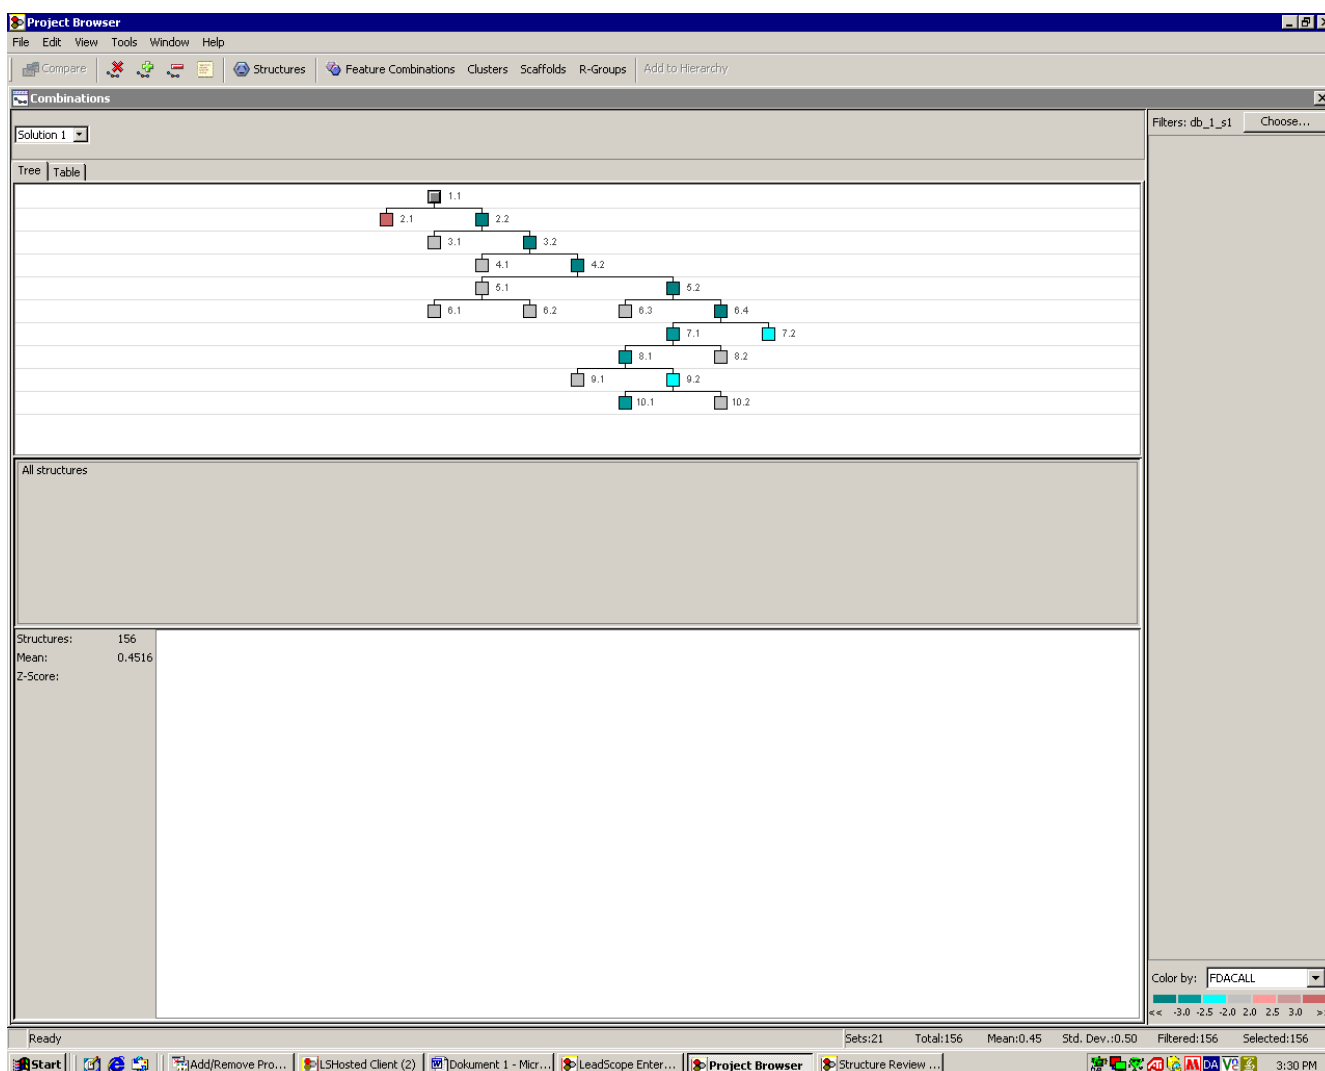 Project Browser
File Edit View Tools Window Help
Compare Structures Feature Combinations Clusters Scaffolds R-Groups Add to Hierarchy
Combinations
Solution 1
Filters: db_1_s1 Choose...
Tree Table
1.1
2.1 2.2
3.1 3.2
4.1 4.2
5.1 5.2
6.1 6.2 6.3 6.4
7.1 7.2
8.1 8.2
9.1 9.2
10.1 10.2
All structures
Structures: 156
Mean: 0.4516
Z-Score:
Color by: FDACALL
<< -3.0 -2.5 -2.0 2.0 2.5 3.0 >
Ready Sets:21 Total:156 Mean:0.45 Std. Dev.:0.50 Filtered:156 Selected:156
Start Add/Remove Pro... LSHosted Client (2) Dokument 1 - Micr... LeadScope Enter... Project Browser Structure Review ... 3:30 PM